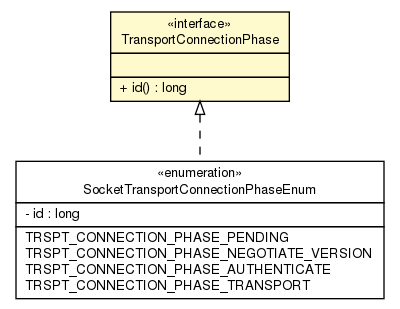 «interface»
TransportConnectionPhase
+ id() : long
«enumeration»
SocketTransportConnectionPhaseEnum
- id : long
TRSPT_CONNECTION_PHASE_PENDING
TRSPT_CONNECTION_PHASE_NEGOTIATE_VERSION
TRSPT_CONNECTION_PHASE_AUTHENTICATE
TRSPT_CONNECTION_PHASE_TRANSPORT